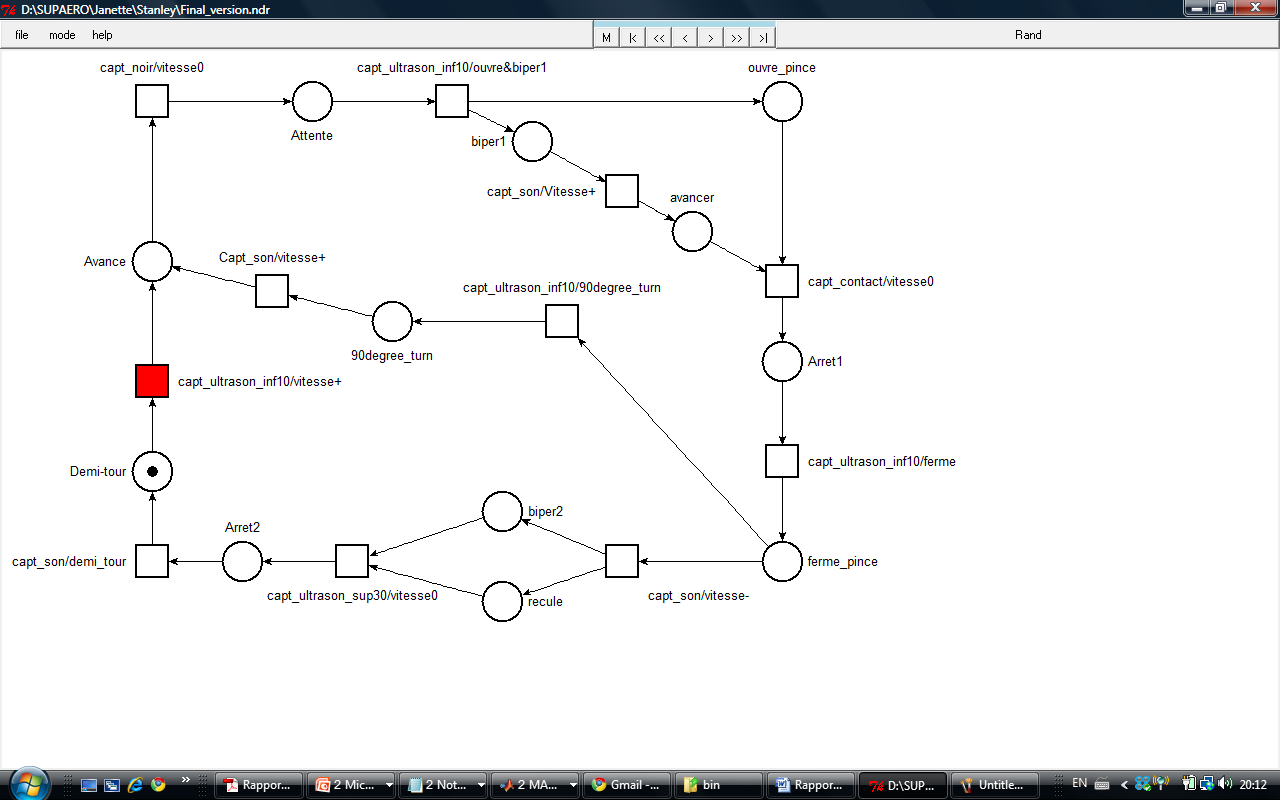 D:\SUPAERO\Janette\Stanley\Final_version.ndr
file mode help M |< << < > >> >| Rand
capt_noir/vitesse0 capt_ultrason_inf10/ouvre&biper1 ouvre_pince
Attente
biper1
capt_son/Vitesse+
avancer
Avance
Capt_son/vitesse+
capt_ultrason_inf10/90degree_turn
capt_contact/vitesse0
90degree_turn
Arret1
capt_ultrason_inf10/vitesse+
capt_ultrason_inf10/ferme
Demi-tour
biper2
Arret2
capt_son/demi_tour
ferme_pince
capt_ultrason_sup30/vitesse0
recule
capt_son/vitesse-
» Rappor... 2 Mic... 2 Not... 2 MA... Gmail -... bin Rappor... D:\SUP... Untitle... EN < 20:12